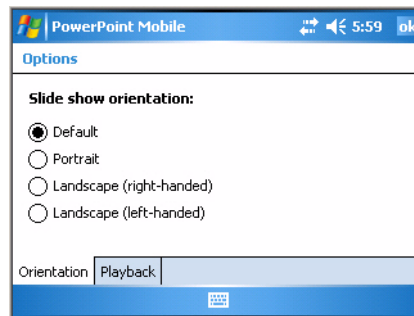 PowerPoint Mobile 5:59 ok
Options
Slide show orientation:
Default
Portrait
Landscape (right-handed)
Landscape (left-handed)
Orientation Playback